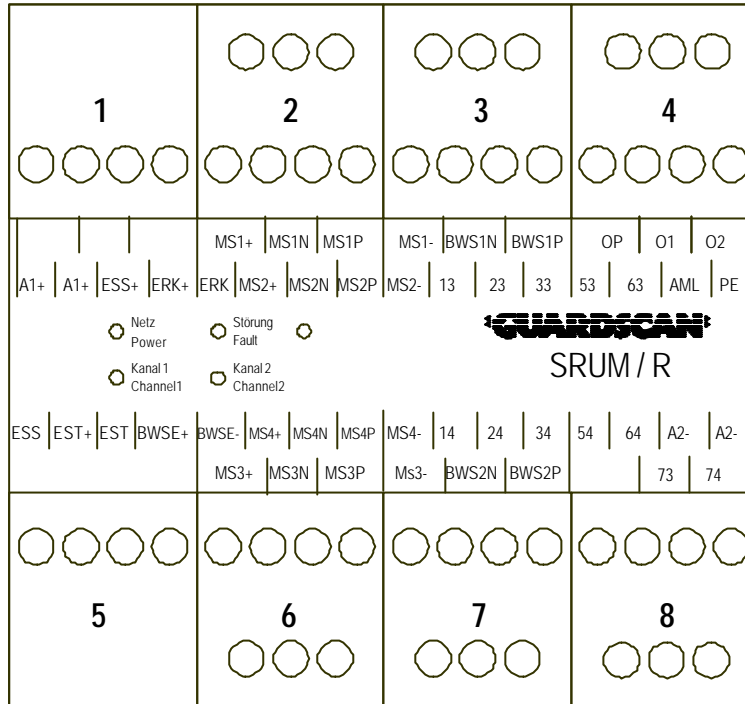 1 2 3 4
MS1+ MS1N MS1P MS1- BWS1N BWS1P OP O1 O2
A1+ A1+ ESS+ ERK+ ERK MS2+ MS2N MS2P MS2- 13 23 33 53 63 AML PE
Netz Störung
Power Fault
GUARDSCAN
SRUM / R
Kanal 1 Kanal 2
Channel1 Channel2
ESS EST+ EST BWSE+ BWSE- MS4+ MS4N MS4P MS4- 14 24 34 54 64 A2- A2-
MS3+ MS3N MS3P Ms3- BWS2N BWS2P 73 74
5 6 7 8